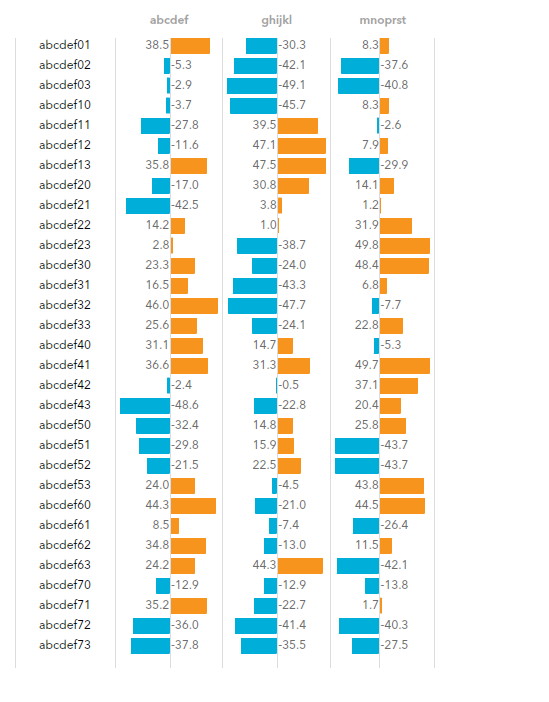 abcdef ghijkl mnoprst
abcdef01 38.5 -30.3 8.3
abcdef02 -5.3 -42.1 -37.6
abcdef03 -2.9 -49.1 -40.8
abcdef10 -3.7 -45.7 8.3
abcdef11 -27.8 39.5 -2.6
abcdef12 -11.6 47.1 7.9
abcdef13 35.8 47.5 -29.9
abcdef20 -17.0 30.8 14.1
abcdef21 -42.5 3.8 1.2
abcdef22 14.2 1.0 31.9
abcdef23 2.8 -38.7 49.8
abcdef30 23.3 -24.0 48.4
abcdef31 16.5 -43.3 6.8
abcdef32 46.0 -47.7 -7.7
abcdef33 25.6 -24.1 22.8
abcdef40 31.1 14.7 -5.3
abcdef41 36.6 31.3 49.7
abcdef42 -2.4 -0.5 37.1
abcdef43 -48.6 -22.8 20.4
abcdef50 -32.4 14.8 25.8
abcdef51 -29.8 15.9 -43.7
abcdef52 -21.5 22.5 -43.7
abcdef53 24.0 -4.5 43.8
abcdef60 44.3 -21.0 44.5
abcdef61 8.5 -7.4 -26.4
abcdef62 34.8 -13.0 11.5
abcdef63 24.2 44.3 -42.1
abcdef70 -12.9 -12.9 -13.8
abcdef71 35.2 -22.7 1.7
abcdef72 -36.0 -41.4 -40.3
abcdef73 -37.8 -35.5 -27.5